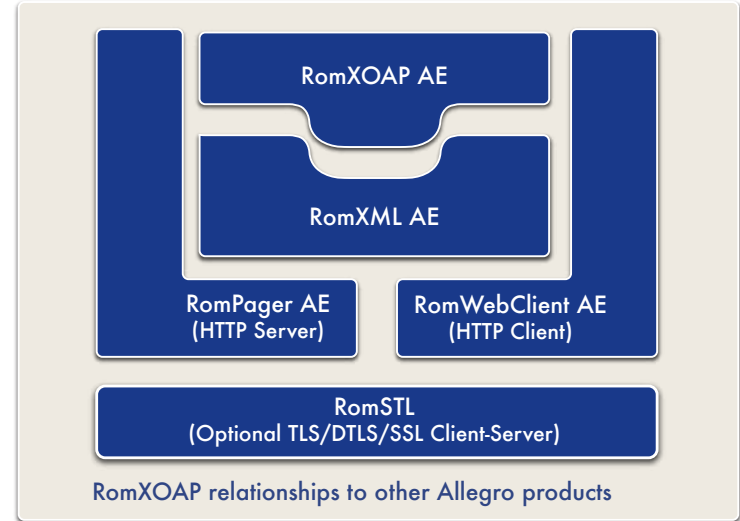 RomXOAP AE
RomXML AE
RomPager AE
(HTTP Server)
RomWebClient AE
(HTTP Client)
RomSTL
(Optional TLS/DTLS/SSL Client-Server)
RomXOAP relationships to other Allegro products